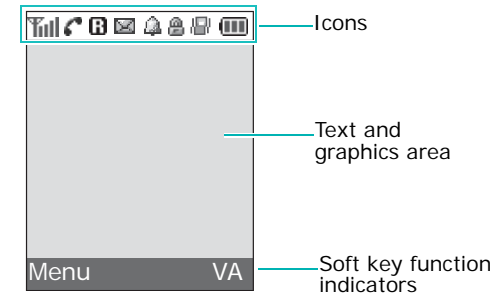 Icons
Text and
graphics area
Menu VA
Soft key function
indicators